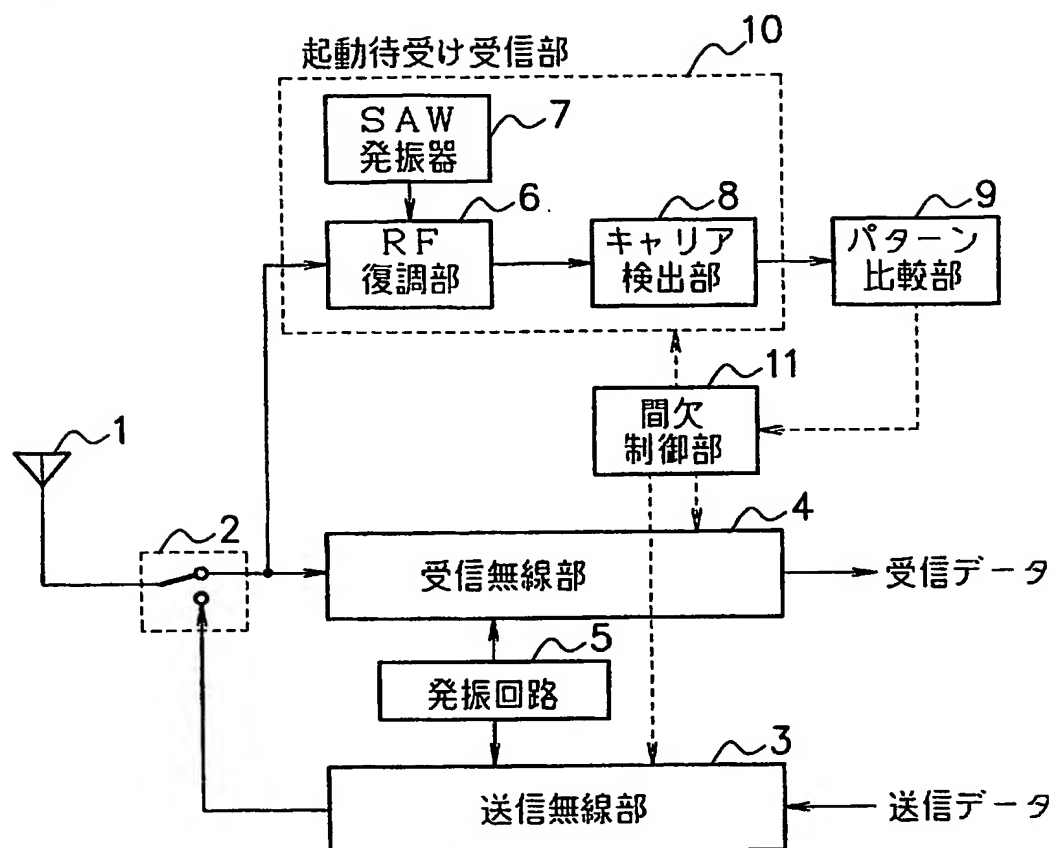 10
起動待受け受信部
SAW
発振器
7
6
RF
復調部
8
キャリア
検出部
9
パターン
比較部
11
間欠
制御部
1
2
4
受信無線部
受信データ
5
発振回路
3
送信無線部
送信データ